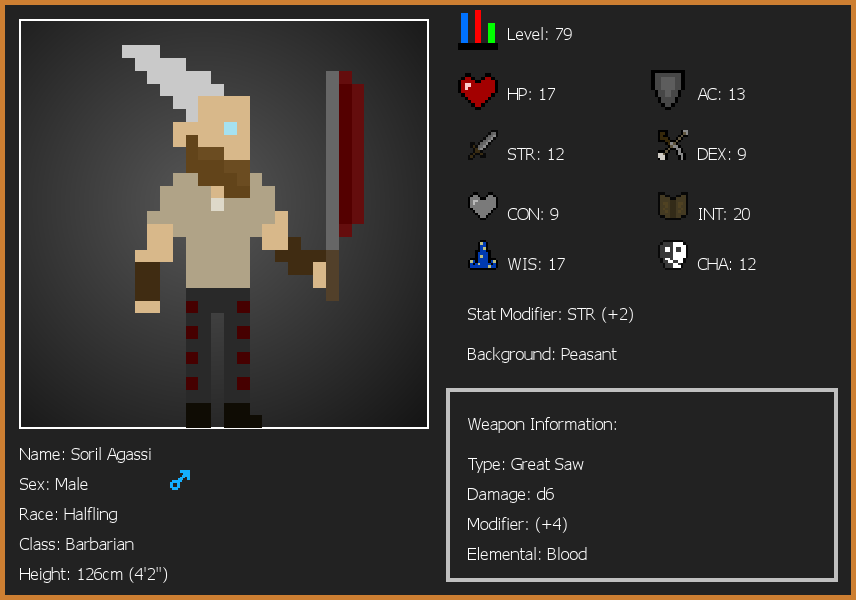 Level: 79
HP: 17
AC: 13
STR: 12
DEX: 9
CON: 9
INT: 20
WIS: 17
CHA: 12
Stat Modifier: STR (+2)
Background: Peasant
Weapon Information:
Type: Great Saw
Damage: d6
Modifier: (+4)
Elemental: Blood
Name: Soril Agassi
Sex: Male
Race: Halfling
Class: Barbarian
Height: 126cm (4'2")